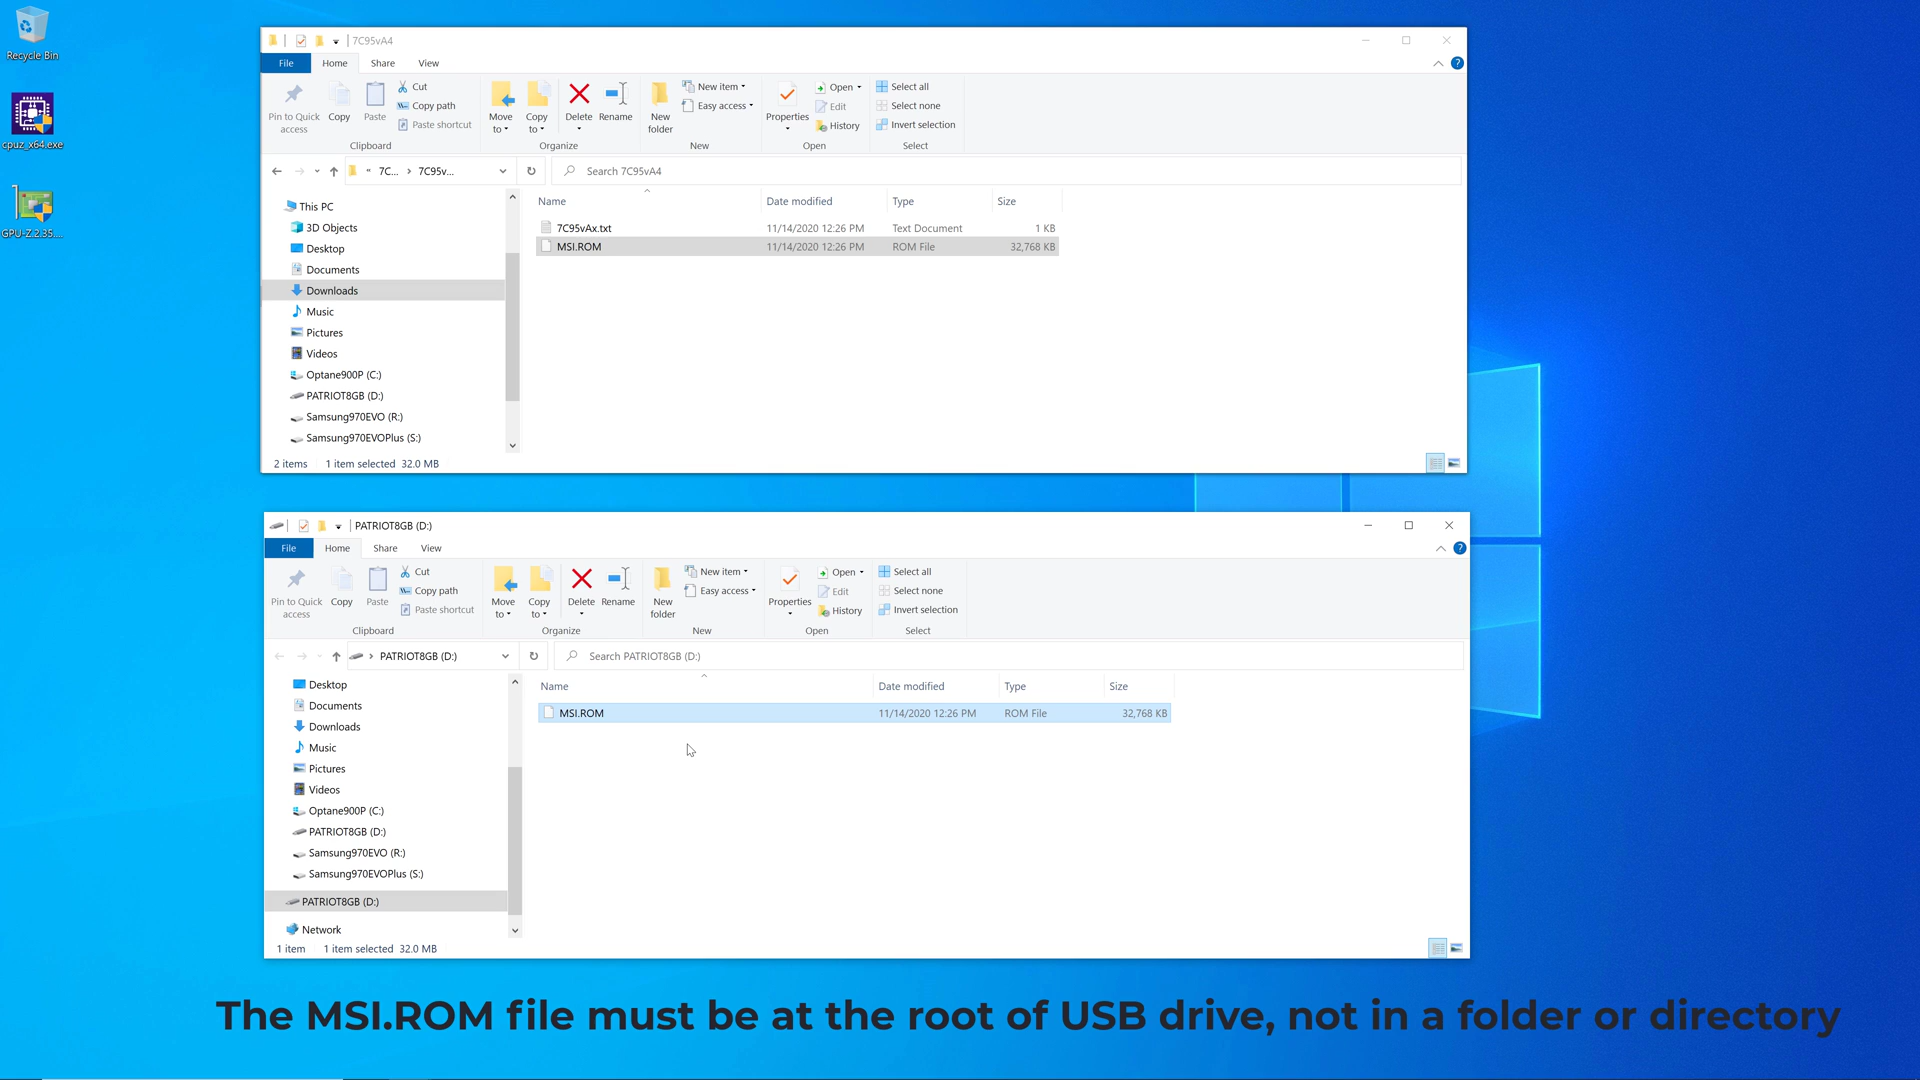 Recycle Bin
cpuz_x64.exe
GPU-Z 2.35....
7C95vA4
File Home Share View
Pin to Quick access
Copy
Paste
Cut
Copy path
Paste shortcut
Clipboard
Move to
Copy to
Delete
Rename
Organize
New folder
New item
Easy access
New
Properties
Open
Edit
History
Open
Select all
Select none
Invert selection
Select
7C... > 7C95v...
Search 7C95vA4
This PC
3D Objects
Desktop
Documents
Downloads
Music
Pictures
Videos
Optane900P (C:)
PATRIOT8GB (D:)
Samsung970EVO (R:)
Samsung970EVOPlus (S:)
Name Date modified Type Size
7C95vAx.txt 11/14/2020 12:26 PM Text Document 1 KB
MSI.ROM 11/14/2020 12:26 PM ROM File 32,768 KB
2 items 1 item selected 32.0 MB
PATRIOT8GB (D:)
File Home Share View
Pin to Quick access
Copy
Paste
Cut
Copy path
Paste shortcut
Clipboard
Move to
Copy to
Delete
Rename
Organize
New folder
New item
Easy access
New
Properties
Open
Edit
History
Open
Select all
Select none
Invert selection
Select
> PATRIOT8GB (D:)
Search PATRIOT8GB (D:)
Desktop
Documents
Downloads
Music
Pictures
Videos
Optane900P (C:)
PATRIOT8GB (D:)
Samsung970EVO (R:)
Samsung970EVOPlus (S:)
PATRIOT8GB (D:)
Network
Name Date modified Type Size
MSI.ROM 11/14/2020 12:26 PM ROM File 32,768 KB
1 item 1 item selected 32.0 MB
The MSI.ROM file must be at the root of USB drive, not in a folder or directory